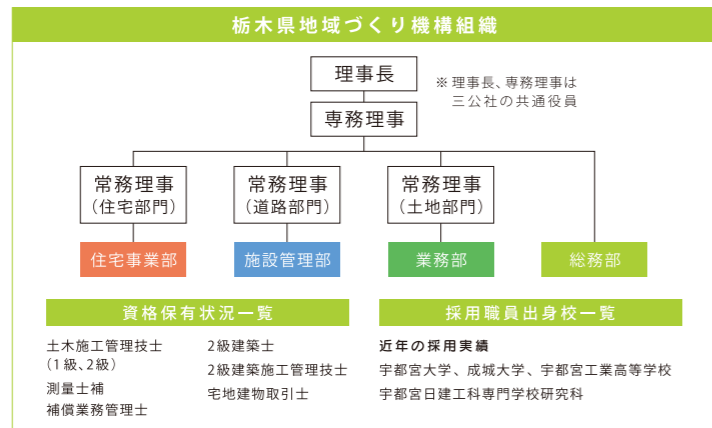 栃木県地域づくり機構組織
理事長
※理事長、専務理事は
三公社の共通役員
専務理事
常務理事
（住宅部門）
常務理事
（道路部門）
常務理事
（土地部門）
住宅事業部
施設管理部
業務部
総務部
資格保有状況一覧
土木施工管理技士
（1級、2級）
測量士補
補償業務管理士
2級建築士
2級建築施工管理技士
宅地建物取引士
採用職員出身校一覧
近年の採用実績
宇都宮大学、成城大学、宇都宮工業高等学校
宇都宮日建工科専門学校研究科